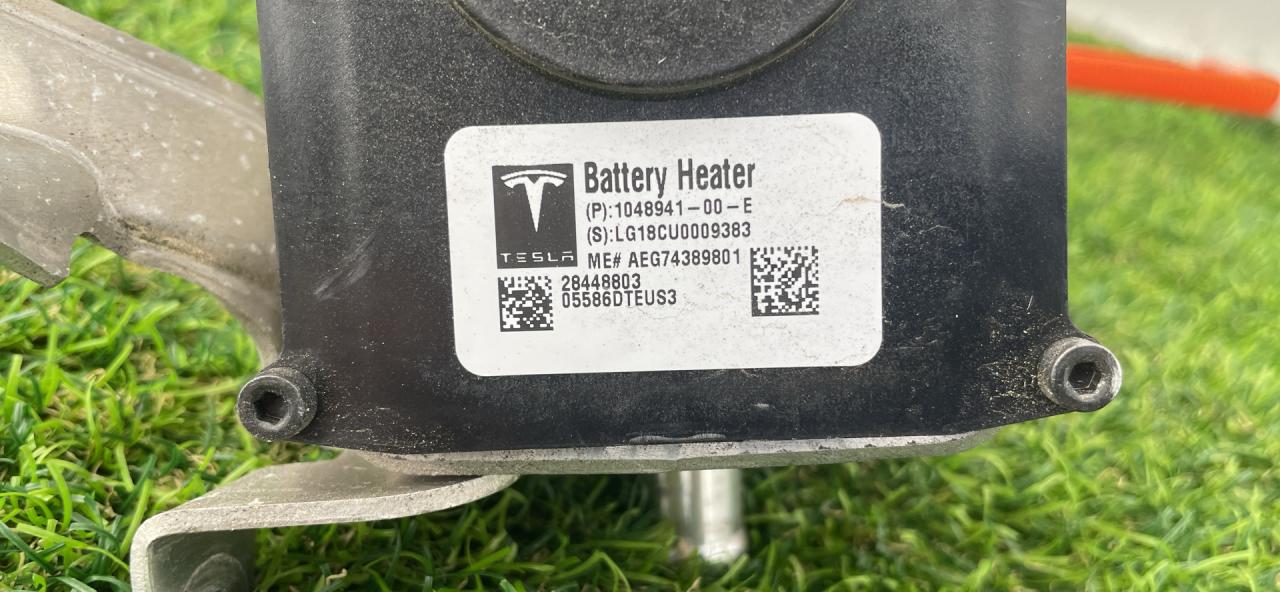 Battery Heater
(P):1048941-00-E
(S):LG18CU0009383
TESLA
ME# AEG74389801
28448803
05586DTEUS3